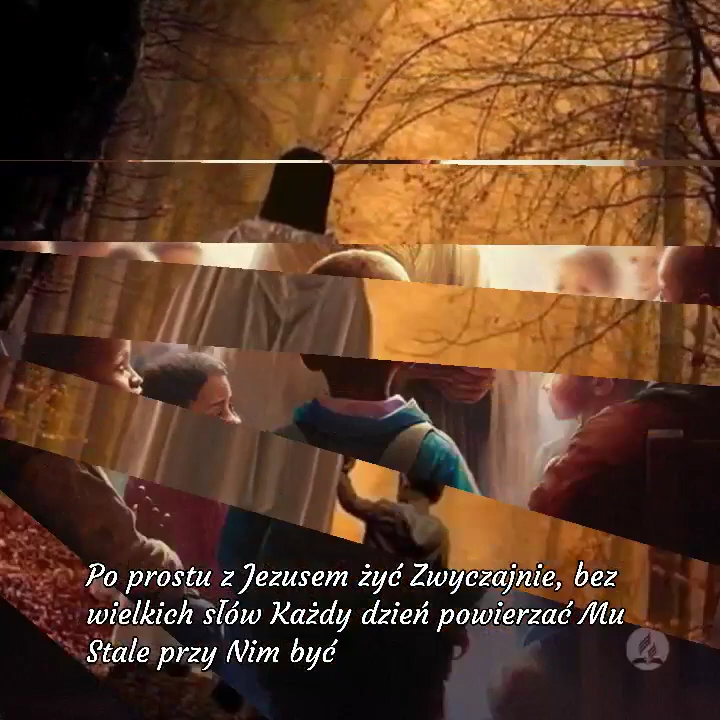 Po prostu z Jezusem żyć Zwyczajnie, bez
wielkich słów Każdy dzień powierzać Mu
Stale przy Nim być